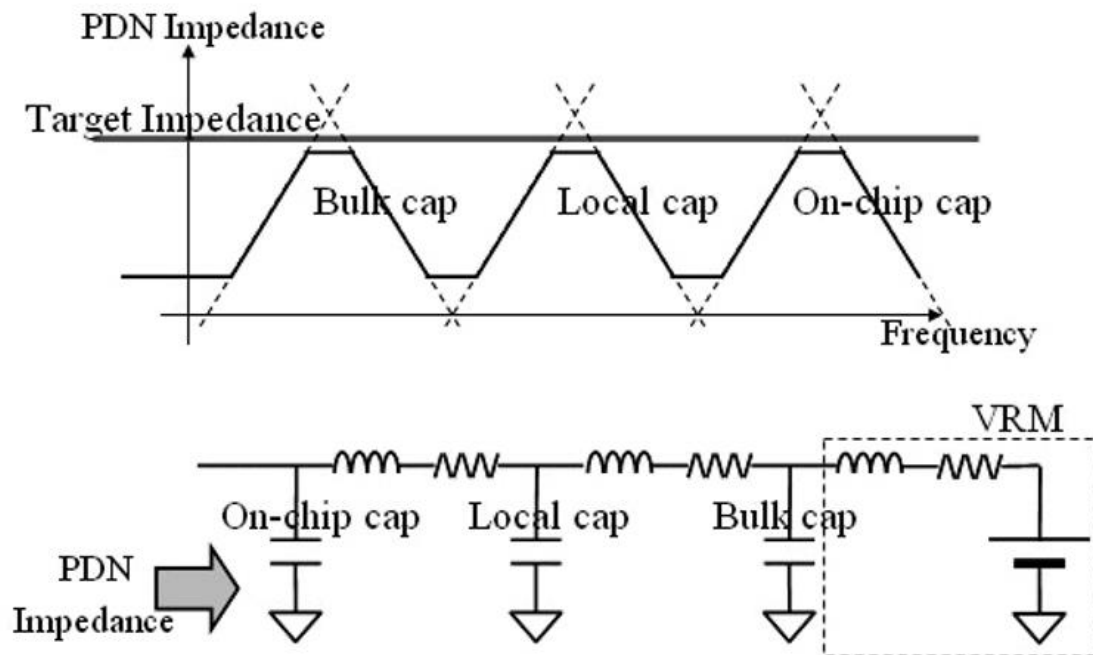 PDN Impedance
Target Impedance
Bulk cap
Local cap
On-chip cap
Frequency
VRM
On-chip cap
Local cap
Bulk cap
PDN
Impedance